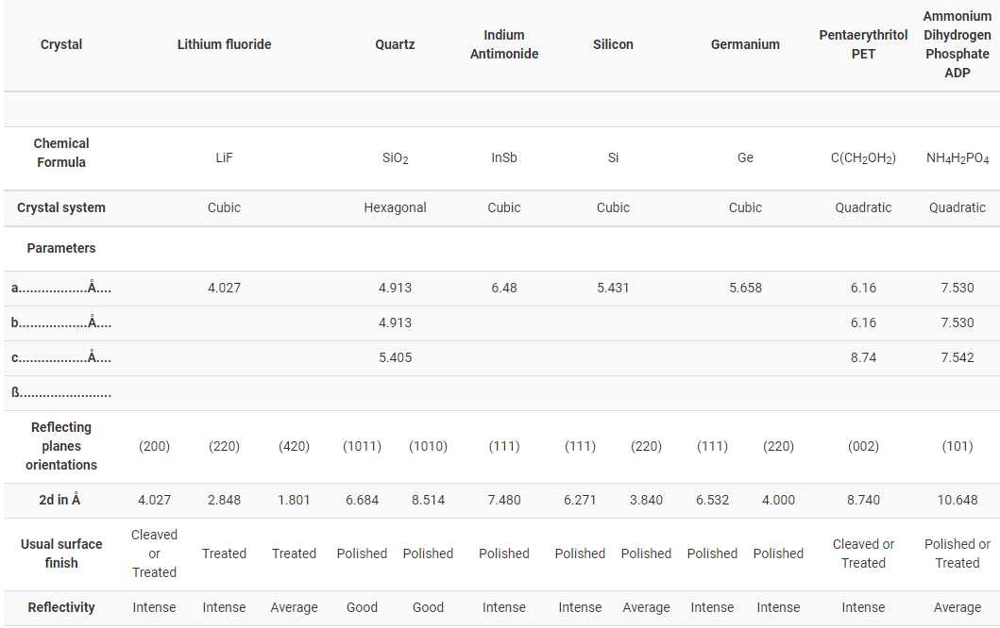 Crystal Lithium fluoride Quartz Indium Antimonide Silicon Germanium Pentaerythritol PET Ammonium Dihydrogen Phosphate ADP
Chemical Formula LiF SiO₂ InSb Si Ge C(CH₂OH₂) NH₄H₂PO₄
Crystal system Cubic Hexagonal Cubic Cubic Cubic Quadratic Quadratic
Parameters
a..................Å.... 4.027 4.913 6.48 5.431 5.658 6.16 7.530
b..................Å.... 4.913 6.16 7.530
c..................Å.... 5.405 8.74 7.542
ß........................
Reflecting planes orientations (200) (220) (420) (1011) (1010) (111) (111) (220) (111) (220) (002) (101)
2d in Å 4.027 2.848 1.801 6.684 8.514 7.480 6.271 3.840 6.532 4.000 8.740 10.648
Usual surface finish Cleaved or Treated Treated Treated Polished Polished Polished Polished Polished Polished Polished Cleaved or Treated Polished or Treated
Reflectivity Intense Intense Average Good Good Intense Intense Average Intense Intense Intense Average